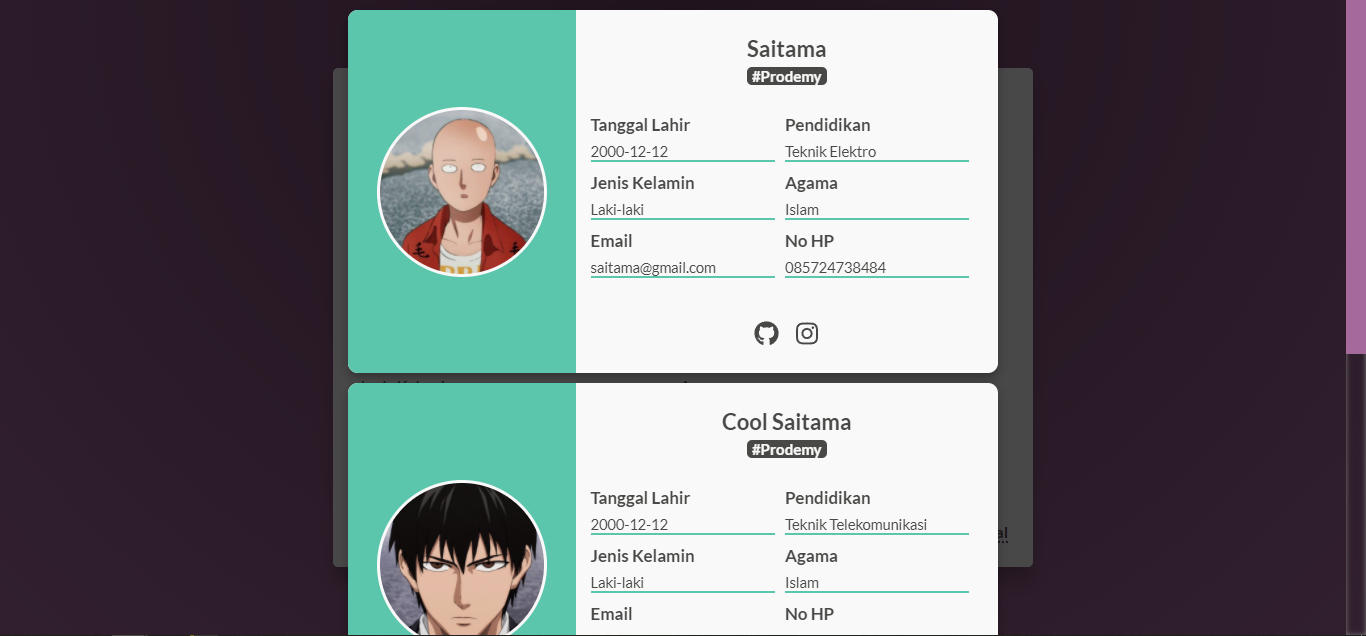 Saitama
#Prodemy
Tanggal Lahir Pendidikan
2000-12-12 Teknik Elektro
Jenis Kelamin Agama
Laki-laki Islam
Email No HP
saitama@gmail.com 085724738484
Cool Saitama
#Prodemy
Tanggal Lahir Pendidikan
2000-12-12 Teknik Telekomunikasi
al
Jenis Kelamin Agama
Laki-laki Islam
Email No HP